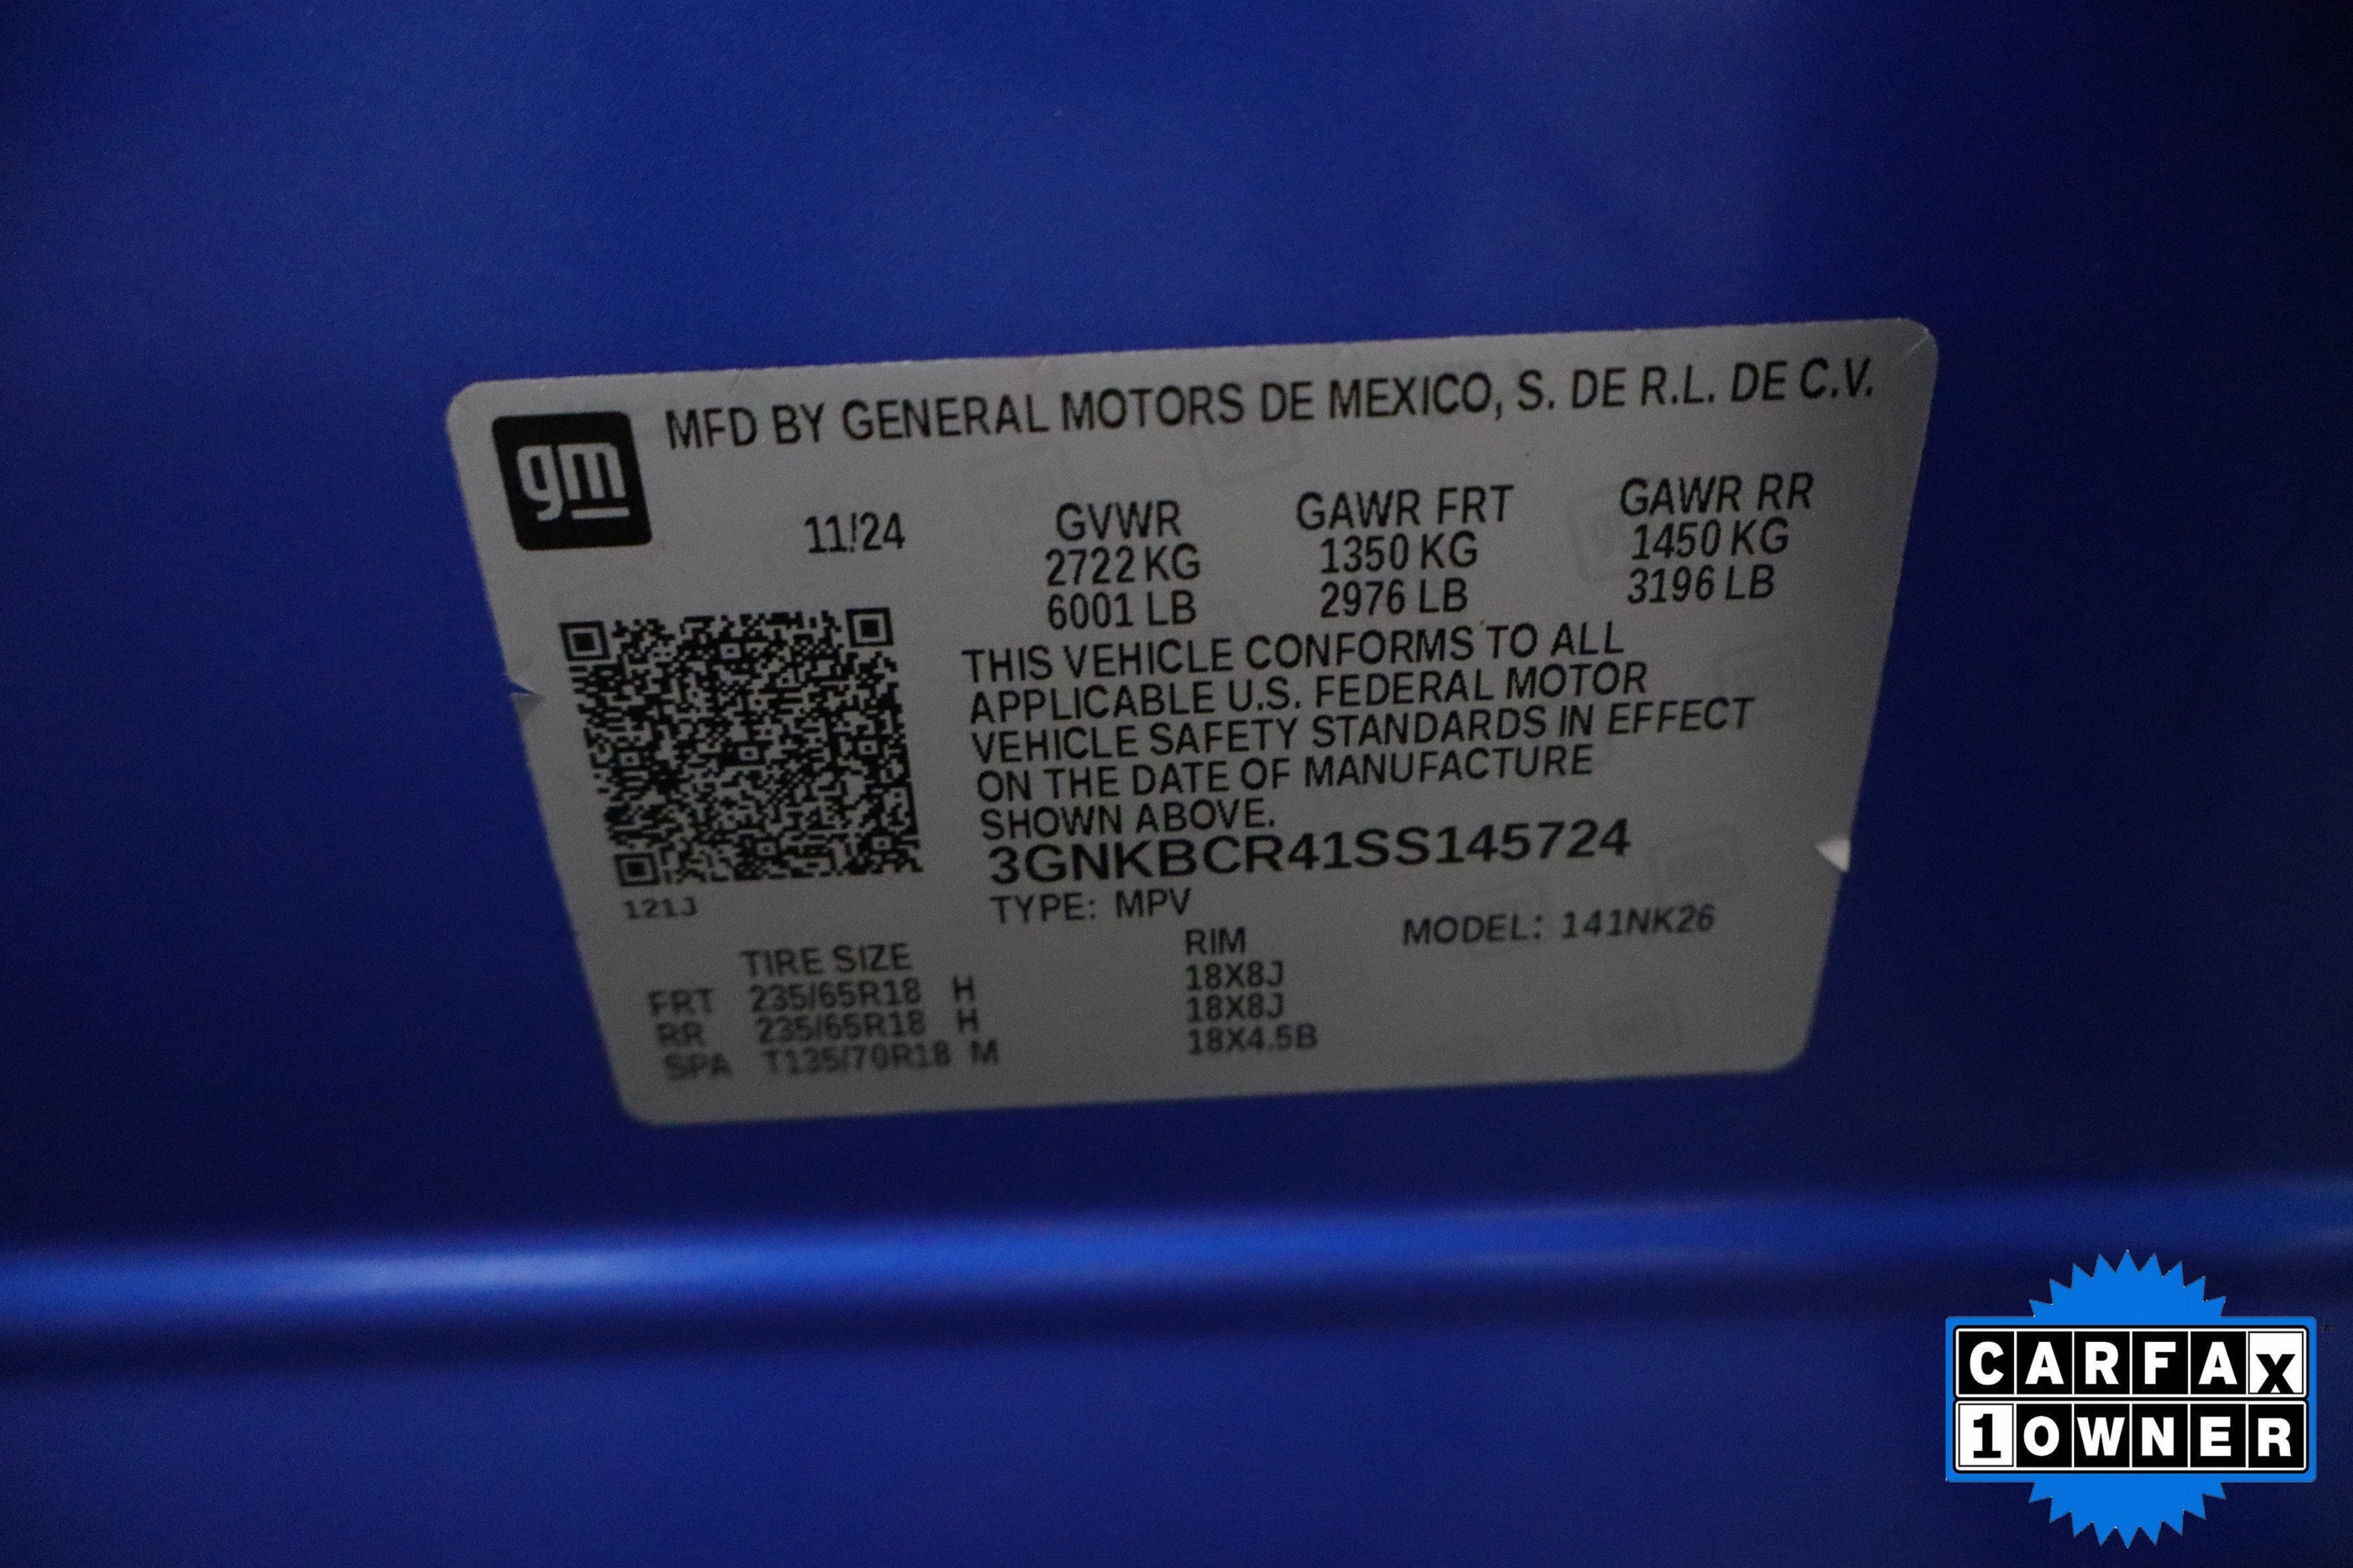 gm
MFD BY GENERAL MOTORS DE MEXICO, S. DE R.L. DE C.V.
11/24 GVWR GAWR FRT GAWR RR
2722 KG 1350 KG 1450 KG
6001 LB 2976 LB 3196 LB
THIS VEHICLE CONFORMS TO ALL
APPLICABLE U.S. FEDERAL MOTOR
VEHICLE SAFETY STANDARDS IN EFFECT
ON THE DATE OF MANUFACTURE
SHOWN ABOVE.
3GNKBCR41SS145724
121J
TYPE: MPV MODEL: 141NK26
TIRE SIZE RIM
FRT 235/65R18 H 18X8J
RR 235/65R18 H 18X8J
SPA T135/70R18 M 18X4.5B
CARFAX
1 OWNER